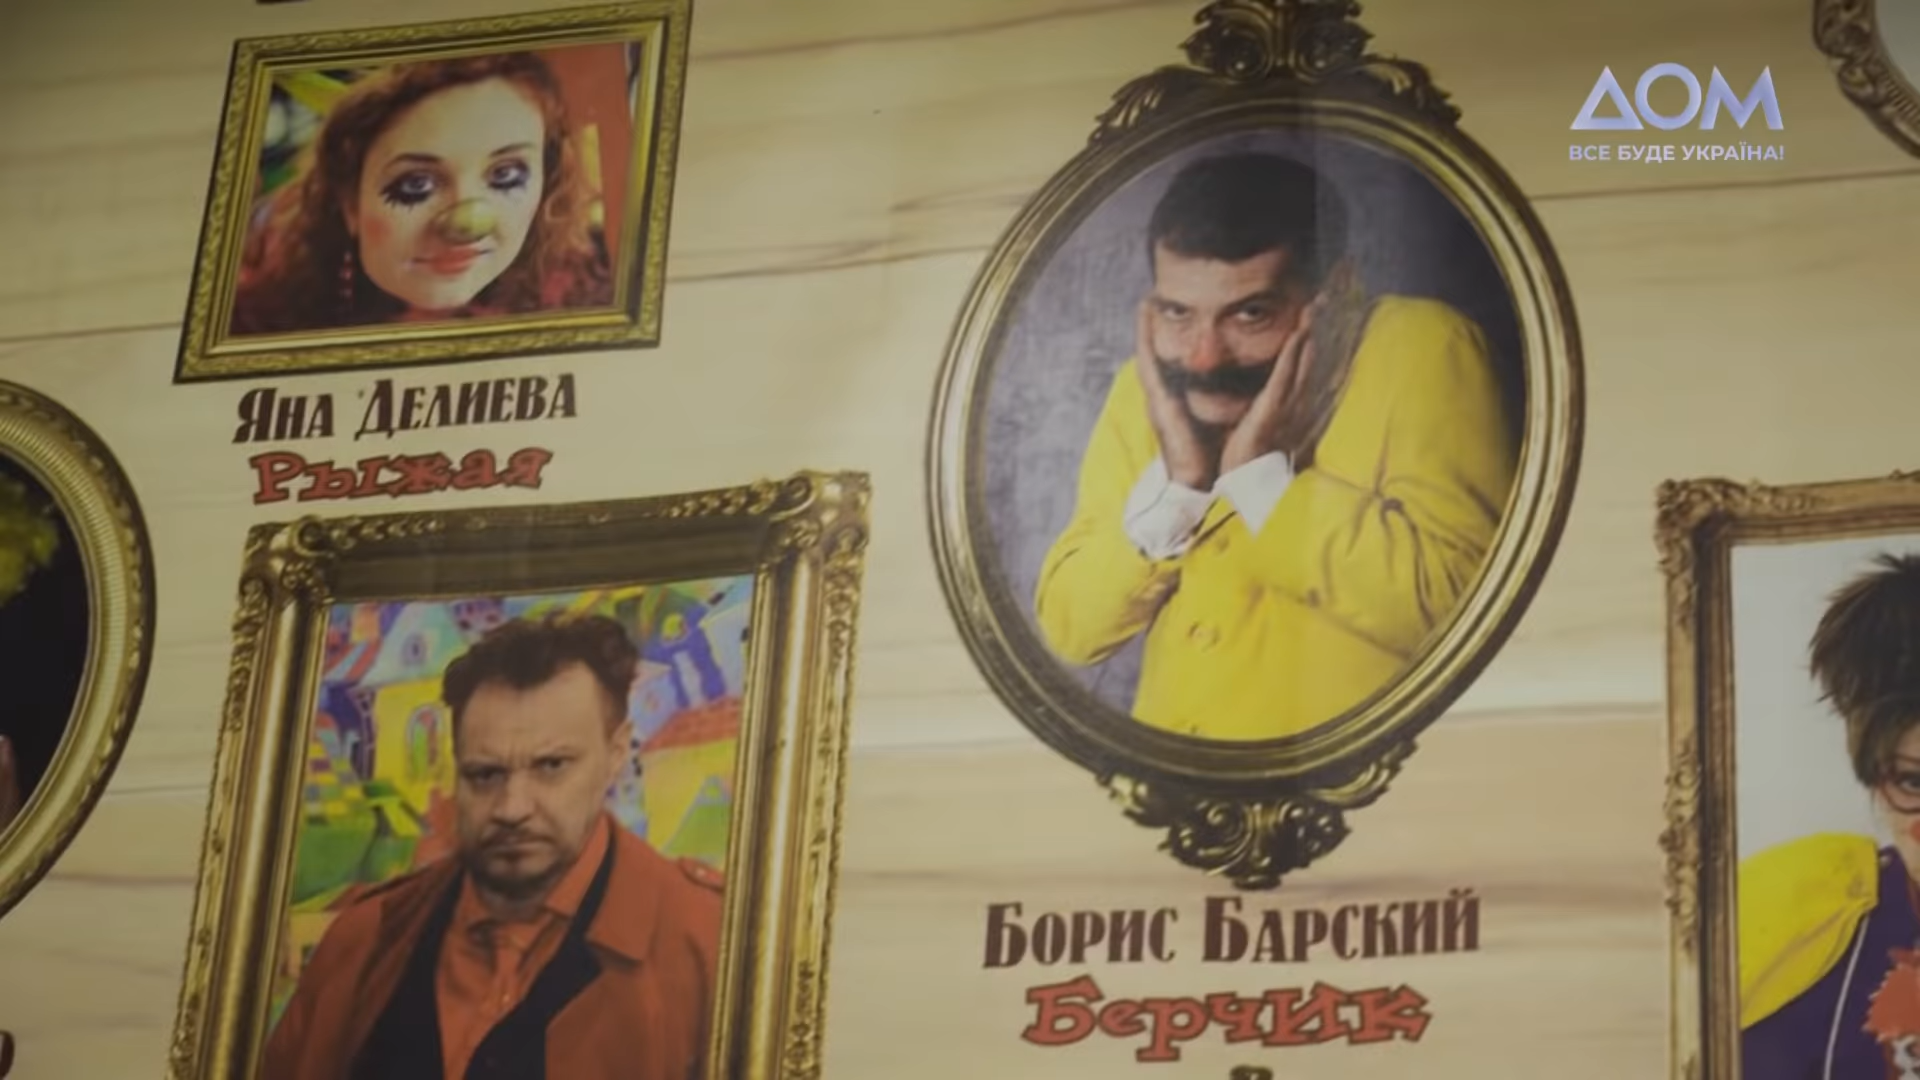 ДОМ
ВСЕ БУДЕ УКРАЇНА!
Яна Делиева
Рыжая
Борис Барский
Берчик